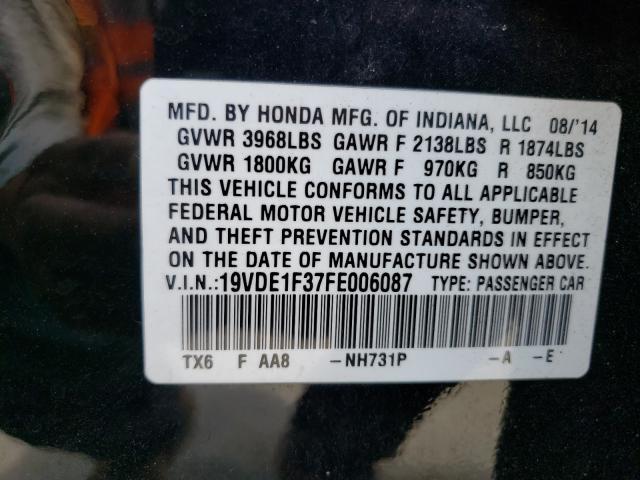 MFD. BY HONDA MFG. OF INDIANA, LLC 08/'14
GVWR 3968LBS GAWR F 2138LBS R 1874LBS
GVWR 1800KG GAWR F 970KG R 850KG
THIS VEHICLE CONFORMS TO ALL APPLICABLE
FEDERAL MOTOR VEHICLE SAFETY, BUMPER,
AND THEFT PREVENTION STANDARDS IN EFFECT
ON THE DATE OF MANUFACTURE SHOWN ABOVE.
V.I.N.:19VDE1F37FE006087 TYPE: PASSENGER CAR
TX6 F AA8 -NH731P -A -E